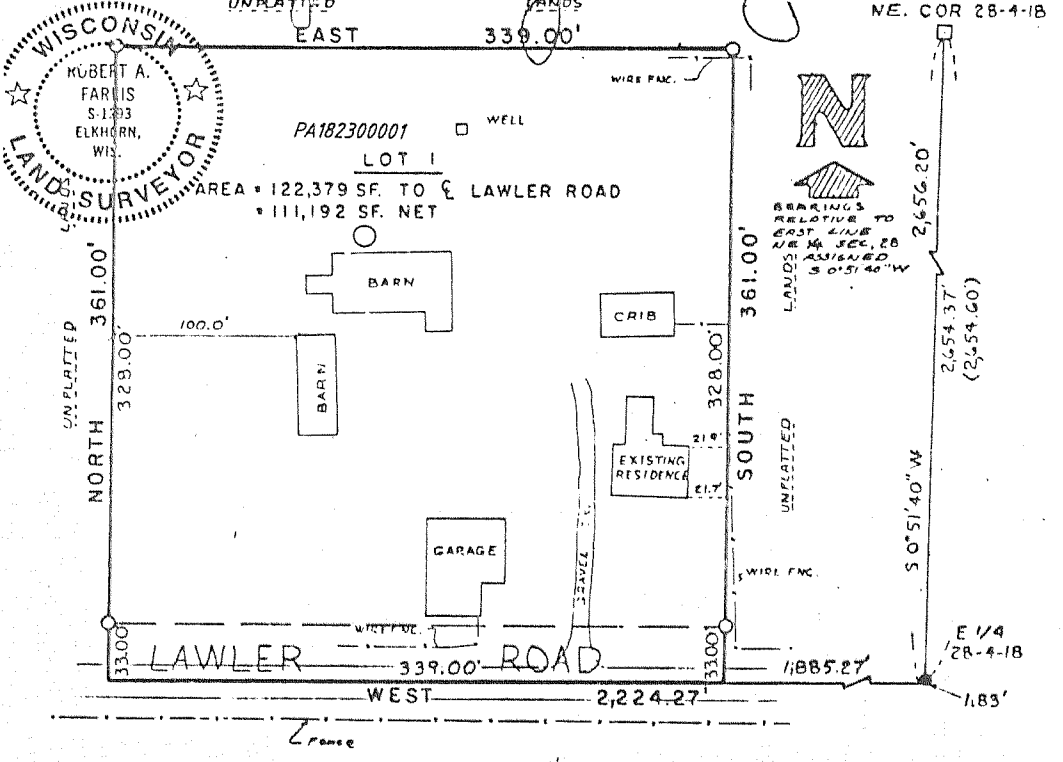 UNPLATTED
LANDS
NE. COR 28-4-18
EAST 339.00'
WISCONSIN
ROBERT A.
FARRIS
S-1393
ELKHORN,
WIS.
LAND SURVEYOR
WIRE FNC.
N
PA182300001
WELL
LOT 1
AREA = 122,379 SF. TO ℄ LAWLER ROAD
= 111,192 SF. NET
BEARINGS
RELATIVE TO
EAST LINE
NE 1/4 SEC. 28
ASSIGNED
S 0°51'40"W
LANDS
2,656.20'
2,654.37'
(2,654.60)
S 0°51'40"W
361.00'
328.00'
NORTH
UNPLATTED
100.0'
BARN
BARN
CRIB
361.00'
328.00'
SOUTH
UNPLATTED
21.9'
EXISTING
RESIDENCE
21.7'
GARAGE
GRAVEL
WIRE FNC.
WIRE FNC.
33.00'
LAWLER ROAD
339.00'
33.00'
1,885.27'
E 1/4
28-4-18
1.83'
WEST 2,224.27'
Fence